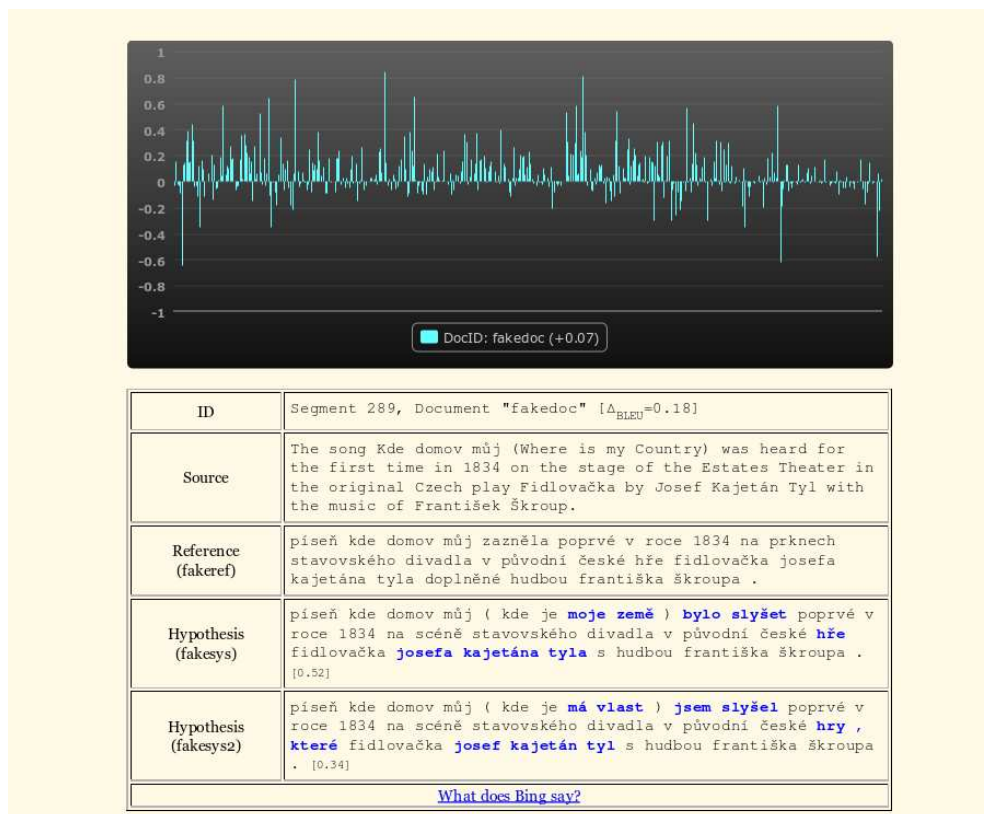 1
0.8
0.6
0.4
0.2
0
-0.2
-0.4
-0.6
-0.8
-1
DocID: fakedoc (+0.07)
ID
Segment 289, Document "fakedoc" [ΔBLEU=0.18]
Source
The song Kde domov můj (Where is my Country) was heard for
the first time in 1834 on the stage of the Estates Theater in
the original Czech play Fidlovačka by Josef Kajetán Tyl with
the music of František Škroup.
Reference
(fakeref)
píseň kde domov můj zazněla poprvé v roce 1834 na prknech
stavovského divadla v původní české hře fidlovačka josefa
kajetána tyla doplněné hudbou františka škroupa .
Hypothesis
(fakesys)
píseň kde domov můj ( kde je moje země ) bylo slyšet poprvé v
roce 1834 na scéně stavovského divadla v původní české hře
fidlovačka josefa kajetána tyla s hudbou františka škroupa .
[0.52]
Hypothesis
(fakesys2)
píseň kde domov můj ( kde je má vlast ) jsem slyšel poprvé v
roce 1834 na scéně stavovského divadla v původní české hry ,
které fidlovačka josef kajetán tyl s hudbou františka škroupa
. [0.34]
What does Bing say?